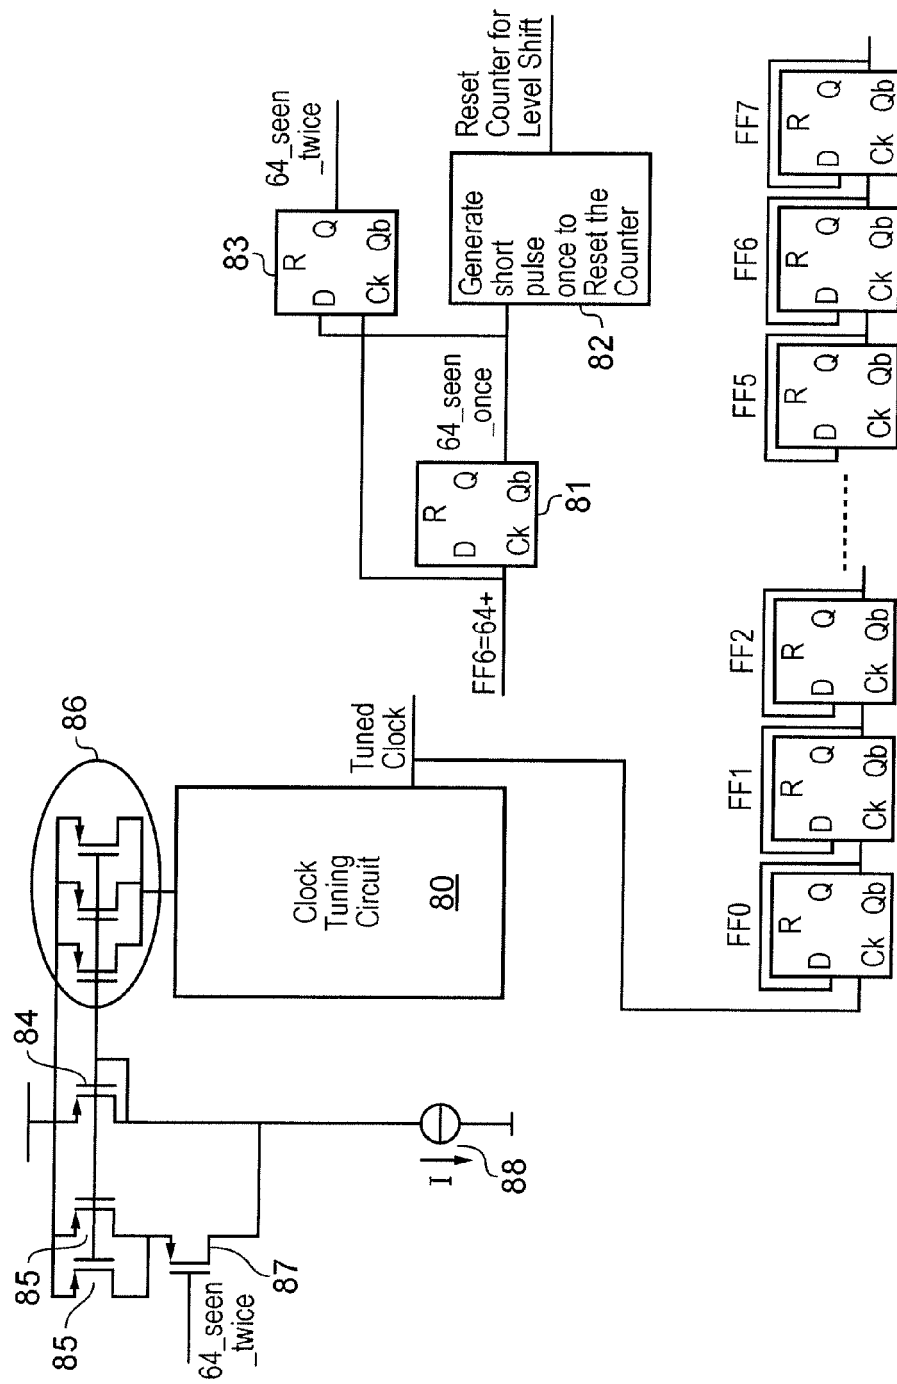 86
84
85
85
64_seen
_twice
87
I
88
Clock
Tuning
Circuit
80
Tuned
Clock
FF6=64+
R
D
Q
Ck
Qb
81
64_seen
_once
83
R
D
Q
Ck
Qb
64_seen
_twice
Generate
short
pulse
once to
Reset the
Counter
82
Reset
Counter for
Level Shift
FF0
R
D
Q
Ck
Qb
FF1
R
D
Q
Ck
Qb
FF2
R
D
Q
Ck
Qb
FF5
R
D
Q
Ck
Qb
FF6
R
D
Q
Ck
Qb
FF7
R
D
Q
Ck
Qb